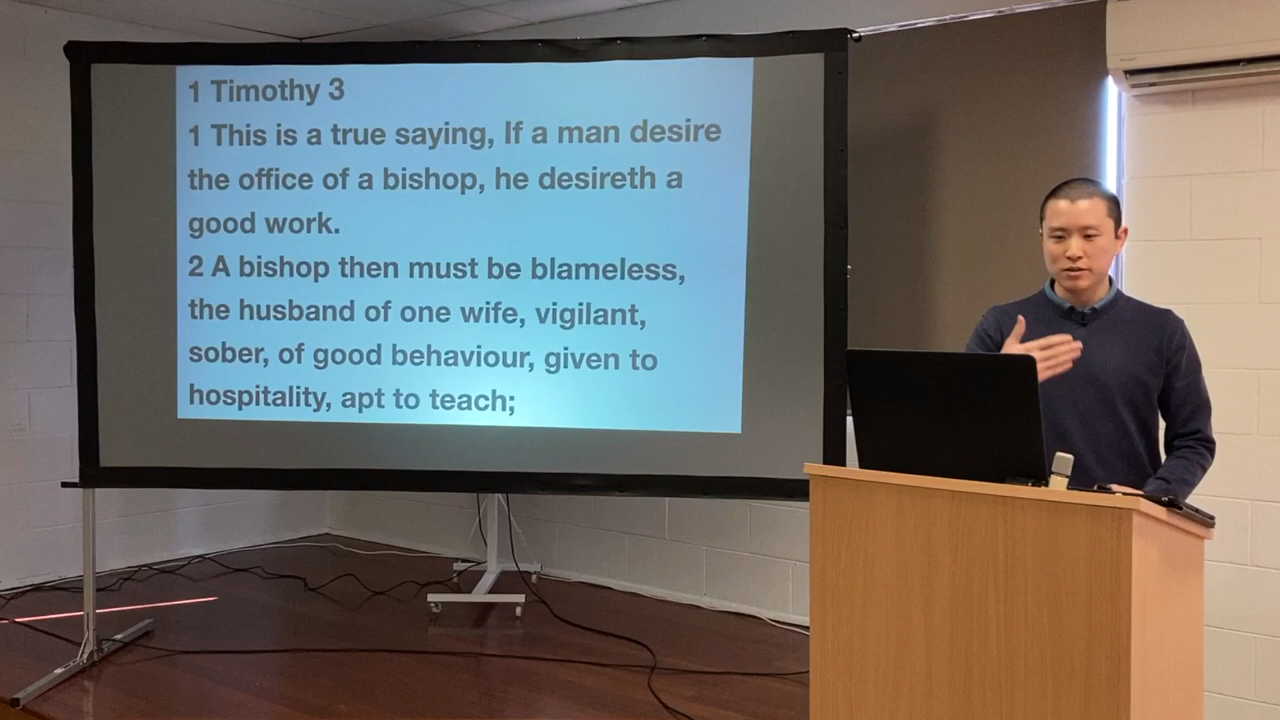 1 Timothy 3
1 This is a true saying, If a man desire
the office of a bishop, he desireth a
good work.
2 A bishop then must be blameless,
the husband of one wife, vigilant,
sober, of good behaviour, given to
hospitality, apt to teach;